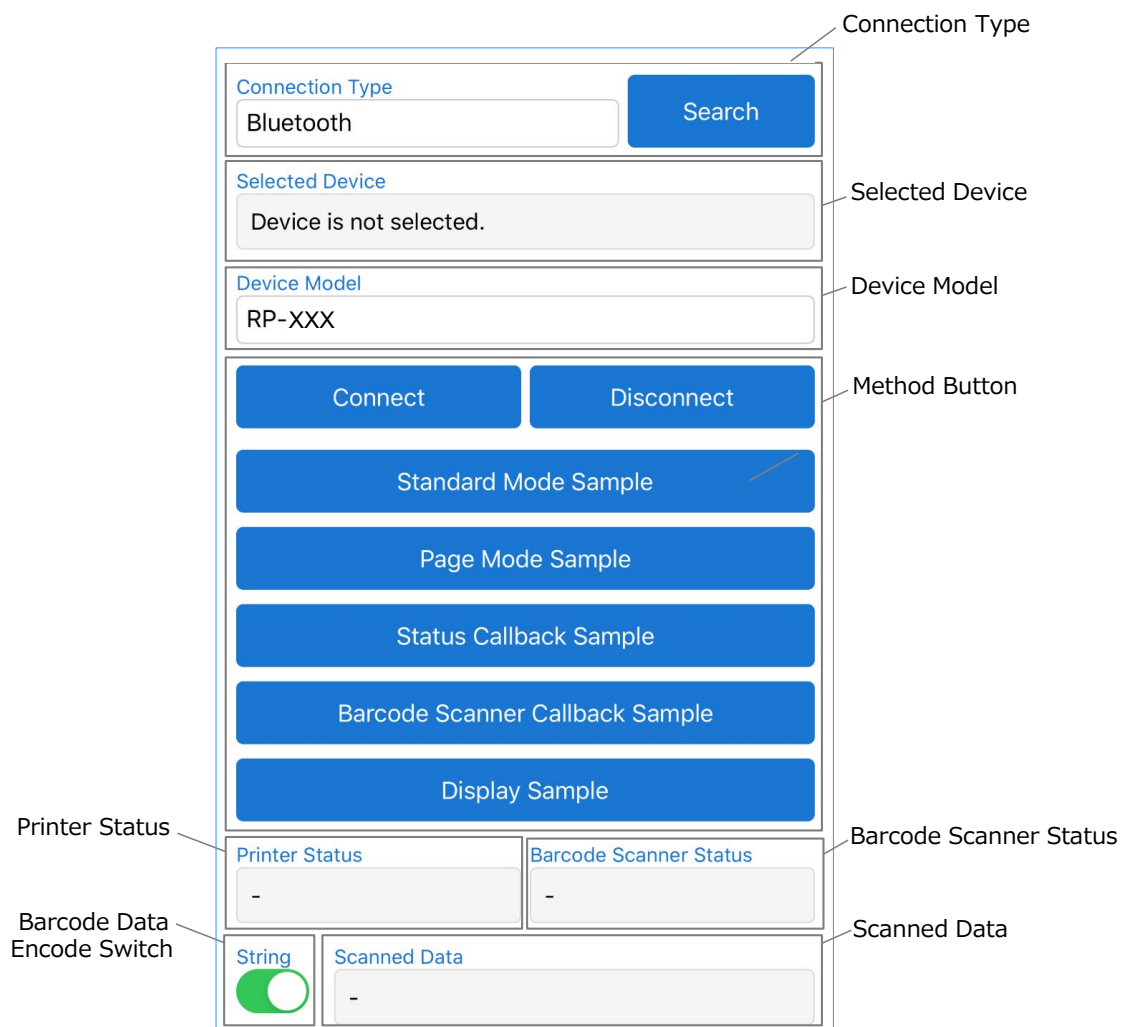 Connection Type
Connection Type
Bluetooth
Search
Selected Device
Device is not selected.
Selected Device
Device Model
RP-XXX
Device Model
Connect
Disconnect
Method Button
Standard Mode Sample
Page Mode Sample
Status Callback Sample
Barcode Scanner Callback Sample
Display Sample
Printer Status
Printer Status
-
Barcode Scanner Status
-
Barcode Scanner Status
Barcode Data
Encode Switch
String
Scanned Data
-
Scanned Data